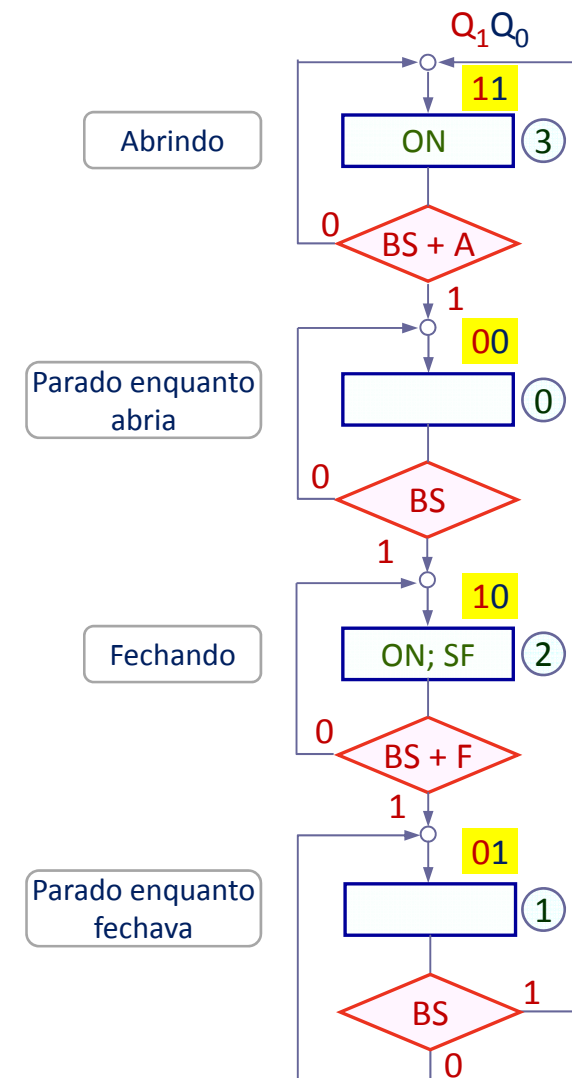 Q1Q0
11
Abrindo
ON
3
0
BS + A
1
00
Parado enquanto
abria
0
0
BS
1
10
Fechando
ON; SF
2
0
BS + F
1
01
Parado enquanto
fechava
1
BS
1
0